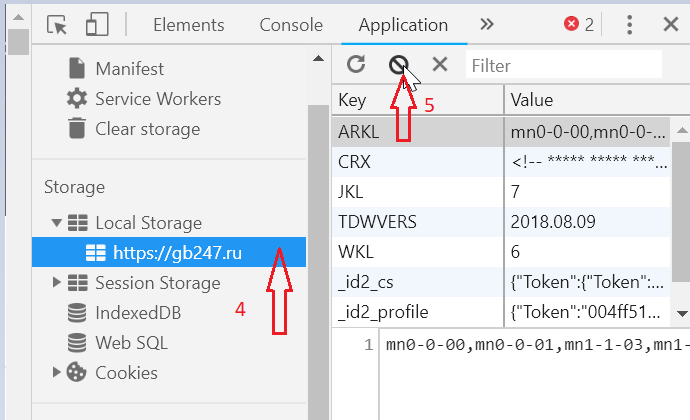 Elements Console Application » 2
Manifest
Service Workers
Clear storage
Storage
Local Storage
https://gb247.ru
Session Storage
IndexedDB
Web SQL
Cookies
4
Filter
5
Key Value
ARKL mn0-0-00,mn0-0-...
CRX <!-- ***** ***** ***...
JKL 7
TDWVERS 2018.08.09
WKL 6
_id2_cs {"Token":{"Token":...
_id2_profile {"Token":"004ff51...
1 mn0-0-00,mn0-0-01,mn1-1-03,mn1-